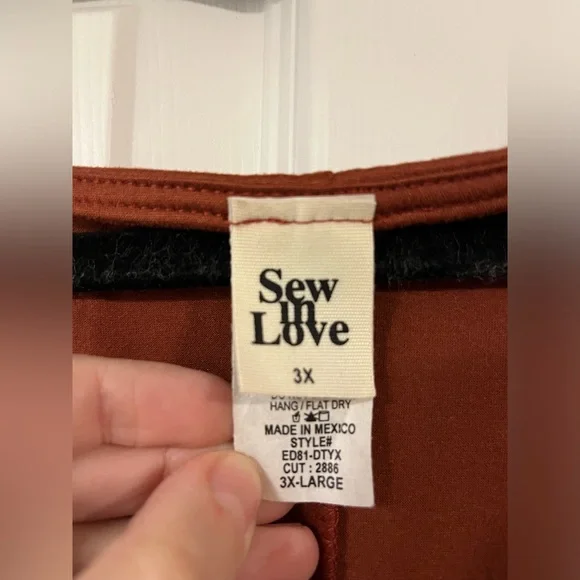 Sew
in
Love
3X
HANG / FLAT DRY
MADE IN MEXICO
STYLE#
ED81-DTYX
CUT : 2886
3X-LARGE